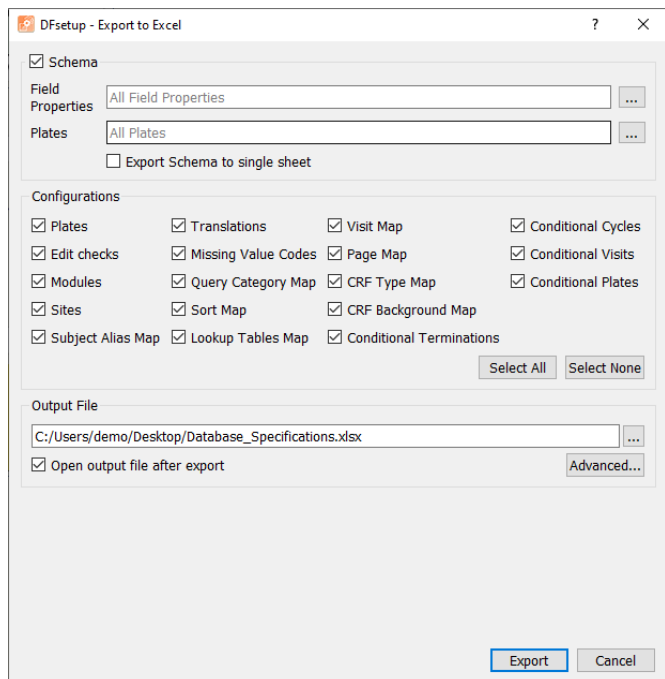 DFsetup - Export to Excel
?
Schema
Field Properties
All Field Properties
...
Plates
All Plates
...
Export Schema to single sheet
Configurations
Plates Translations Visit Map Conditional Cycles
Edit checks Missing Value Codes Page Map Conditional Visits
Modules Query Category Map CRF Type Map Conditional Plates
Sites Sort Map CRF Background Map
Subject Alias Map Lookup Tables Map Conditional Terminations
Select All Select None
Output File
C:/Users/demo/Desktop/Database_Specifications.xlsx
...
Open output file after export
Advanced...
Export Cancel